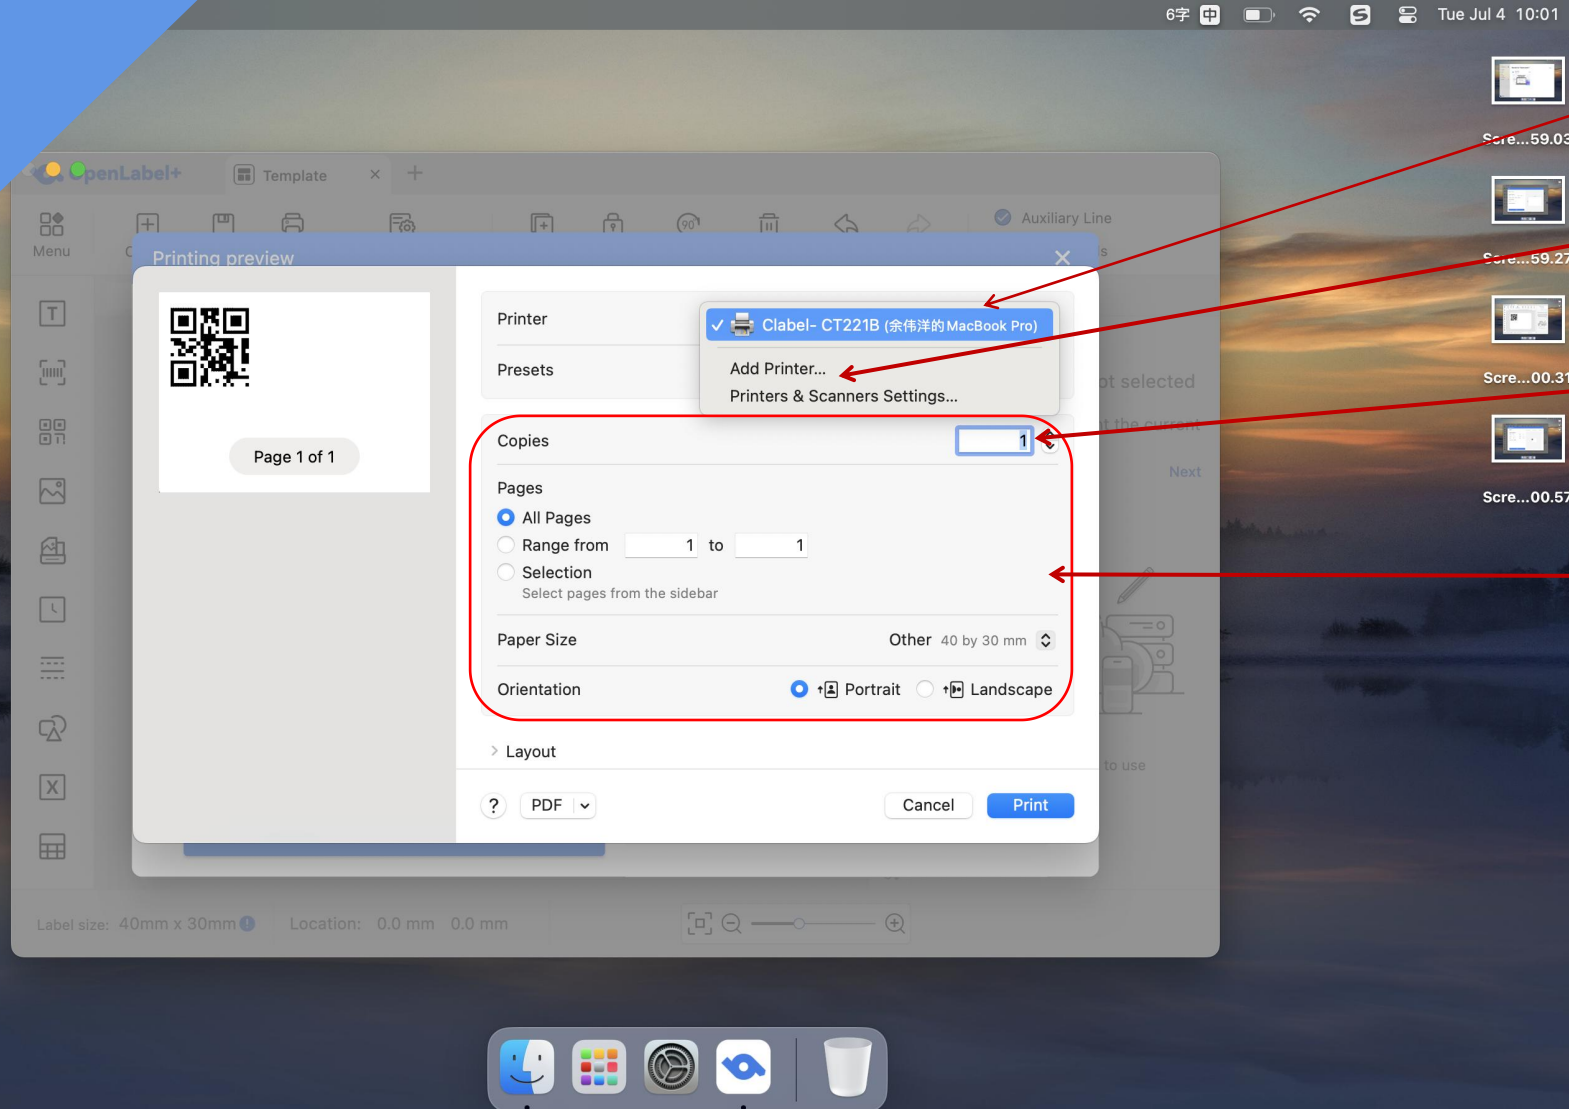 6字 中 Tue Jul 4 10:01
Scre...59.03
OpenLabel+ Template
Menu
Auxiliary Line
Printing preview
Scre...59.27
Printer Clabel- CT221B (余伟洋的MacBook Pro)
Presets Add Printer...
Printers & Scanners Settings...
ot selected
Scre...00.31
Copies 1
t the current
Page 1 of 1
Next
Pages
All Pages
Range from 1 to 1
Selection
Select pages from the sidebar
Scre...00.57
Paper Size Other 40 by 30 mm
Orientation Portrait Landscape
Layout
to use
? PDF Cancel Print
Label size: 40mm x 30mm Location: 0.0 mm 0.0 mm